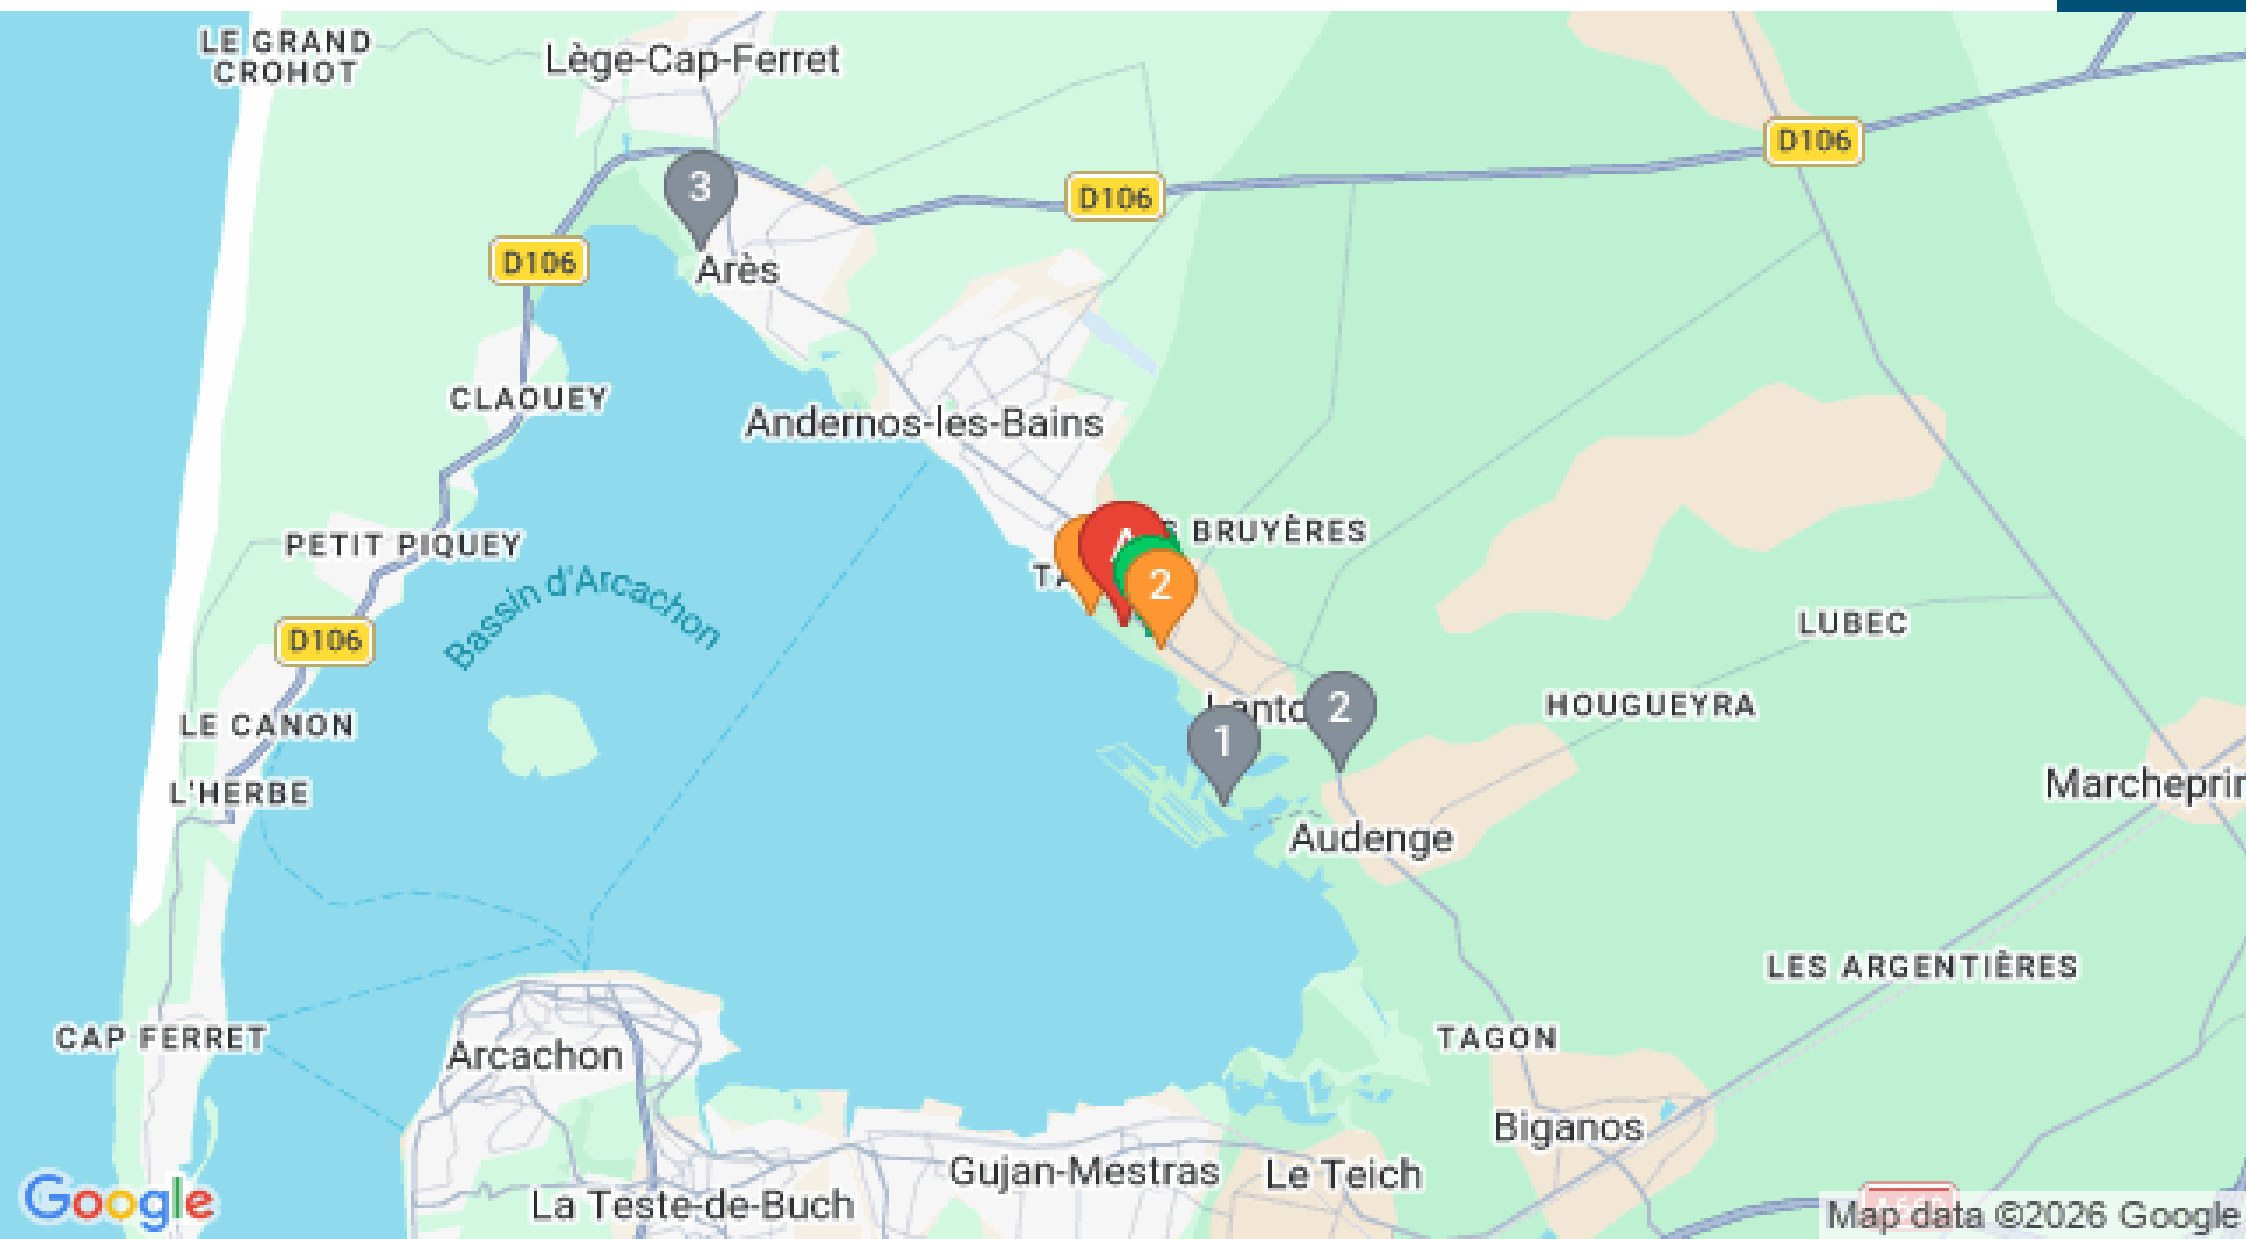 LE GRAND
CROHOT
Lège-Cap-Ferret
D106
D106
3
D106
Arès
CLAOUEY
Andernos-les-Bains
BRUYÈRES
PETIT PIQUEY
2
Bassin d'Arcachon
D106
LUBEC
LE CANON
2
HOUGUEYRA
1
L'HERBE
Marcheprin
Audenge
LES ARGENTIÈRES
CAP FERRET
TAGON
Arcachon
Biganos
Gujan-Mestras
Le Teich
Google
La Teste-de-Buch
Map data ©2026 Google